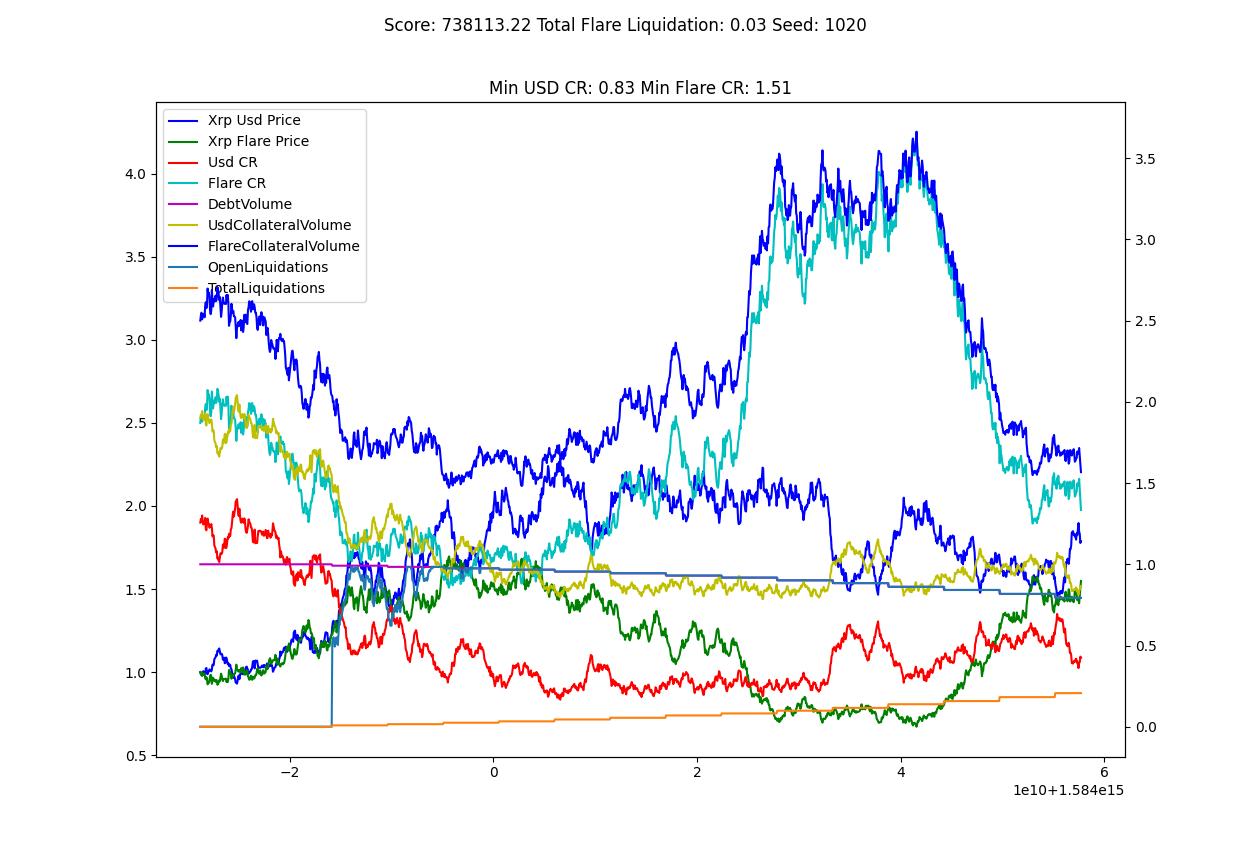 Score: 738113.22 Total Flare Liquidation: 0.03 Seed: 1020
Min USD CR: 0.83 Min Flare CR: 1.51
Xrp Usd Price
Xrp Flare Price
Usd CR
Flare CR
DebtVolume
UsdCollateralVolume
FlareCollateralVolume
OpenLiquidations
TotalLiquidations
4.0
3.5
3.0
2.5
2.0
1.5
1.0
0.5
3.5
3.0
2.5
2.0
1.5
1.0
0.5
0.0
−2 0 2 4 6
1e10+1.584e15